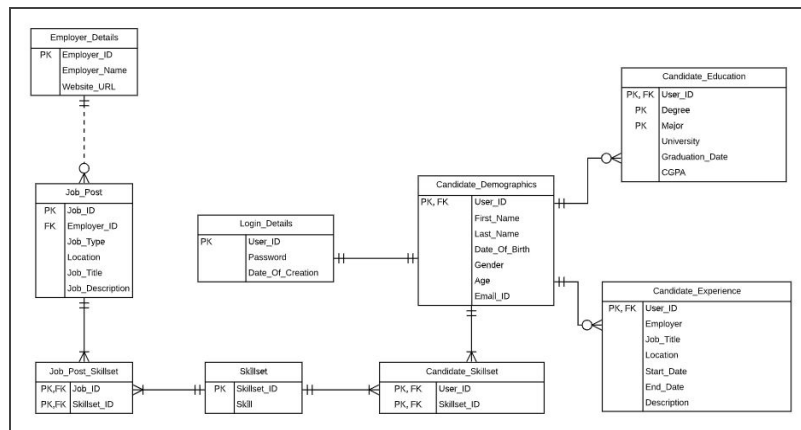 Employer_Details
PK Employer_ID
Employer_Name
Website_URL
Job_Post
PK Job_ID
FK Employer_ID
Job_Type
Location
Job_Title
Job_Description
Login_Details
PK User_ID
Password
Date_Of_Creation
Candidate_Demographics
PK, FK User_ID
First_Name
Last_Name
Date_Of_Birth
Gender
Age
Email_ID
Candidate_Education
PK, FK User_ID
PK Degree
PK Major
University
Graduation_Date
CGPA
Candidate_Experience
PK, FK User_ID
Employer
Job_Title
Location
Start_Date
End_Date
Description
Job_Post_Skillset
PK,FK Job_ID
PK,FK Skillset_ID
Skillset
PK Skillset_ID
Skill
Candidate_Skillset
PK, FK User_ID
PK, FK Skillset_ID